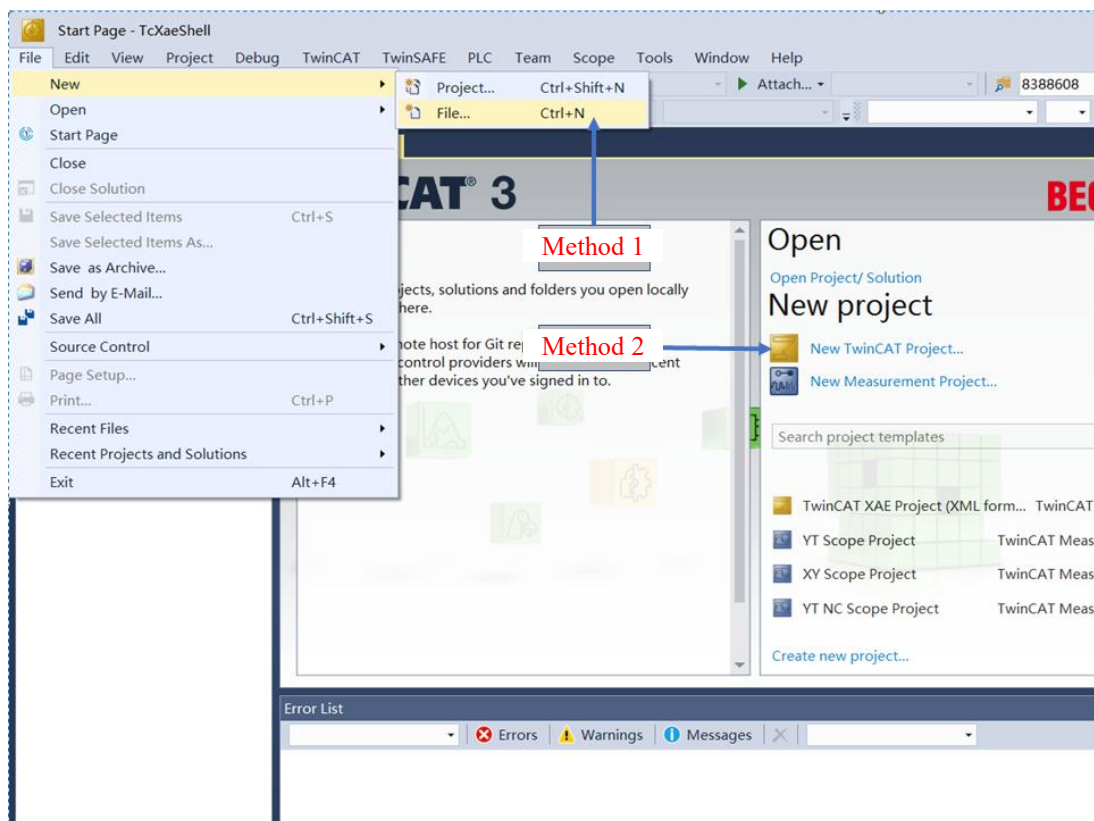 Start Page - TcXaeShell
File Edit View Project Debug TwinCAT TwinSAFE PLC Team Scope Tools Window Help
New
Project... Ctrl+Shift+N
Attach...
8388608
Open
File... Ctrl+N
Start Page
Close
Close Solution
CAT® 3
BEC
Save Selected Items Ctrl+S
Save Selected Items As...
Save as Archive...
Send by E-Mail...
Save All Ctrl+Shift+S
Source Control
Page Setup...
Print... Ctrl+P
Recent Files
Recent Projects and Solutions
Exit Alt+F4
Method 1
jects, solutions and folders you open locally
here.
note host for Git rep
Method 2
control providers will
cent
ther devices you've signed in to.
Open
Open Project/ Solution
New project
New TwinCAT Project...
New Measurement Project...
Search project templates
TwinCAT XAE Project (XML form... TwinCAT
YT Scope Project TwinCAT Meas
XY Scope Project TwinCAT Meas
YT NC Scope Project TwinCAT Meas
Create new project...
Error List
Errors Warnings Messages